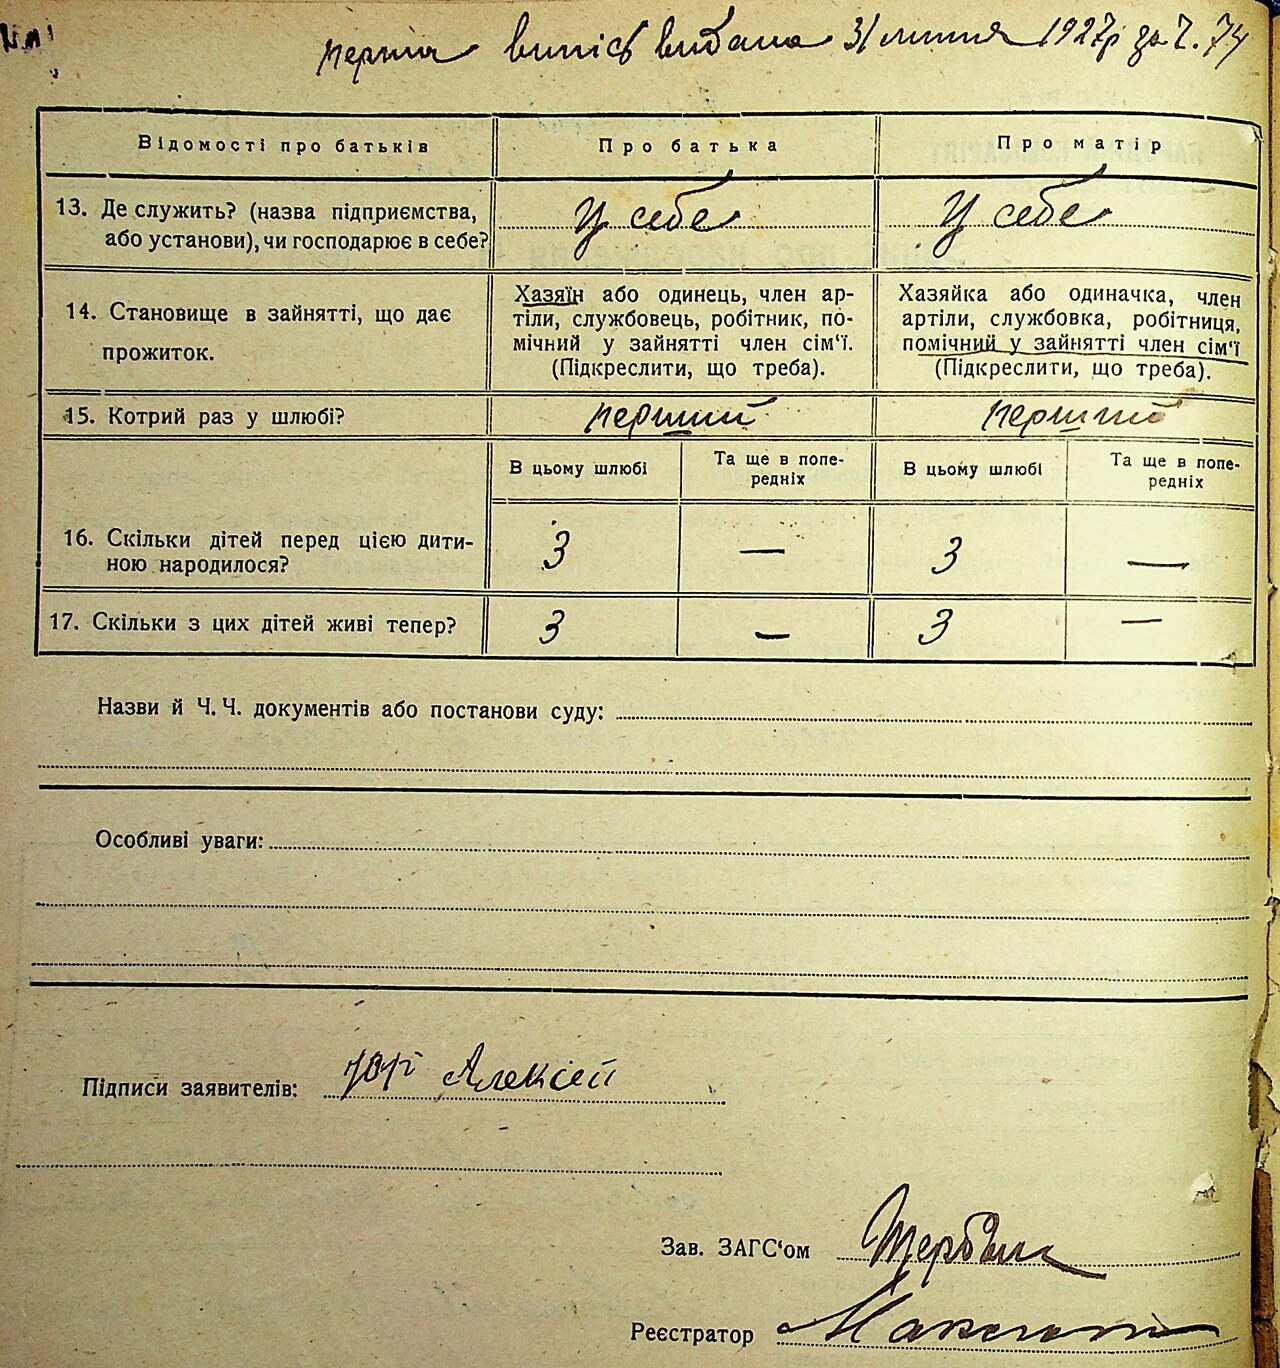 перша випісь видана 31 липня 1927р за Ч. 74
Відомості про батьків
Про батька
Про матір
13. Де служить? (назва підприємства,
або установи), чи господарює в себе?
У себе
У себе
14. Становище в зайнятті, що дає
прожиток.
Хазяїн або одинець, член ар-
тіли, службовець, робітник, по-
мічний у зайнятті член сім'ї.
(Підкреслити, що треба).
Хазяйка або одиначка, член
артіли, службовка, робітниця,
помічний у зайнятті член сім'ї
(Підкреслити, що треба).
15. Котрий раз у шлюбі?
перший
перший
В цьому шлюбі
Та ще в попе-
редніх
В цьому шлюбі
Та ще в попе-
редніх
16. Скільки дітей перед цією дити-
ною народилося?
3
—
3
—
17. Скільки з цих дітей живі тепер?
3
—
3
—
Назви й Ч. Ч. документів або постанови суду:
Особливі уваги:
Підписи заявителів:
Алексій
Зав. ЗАГС'ом
Реєстратор